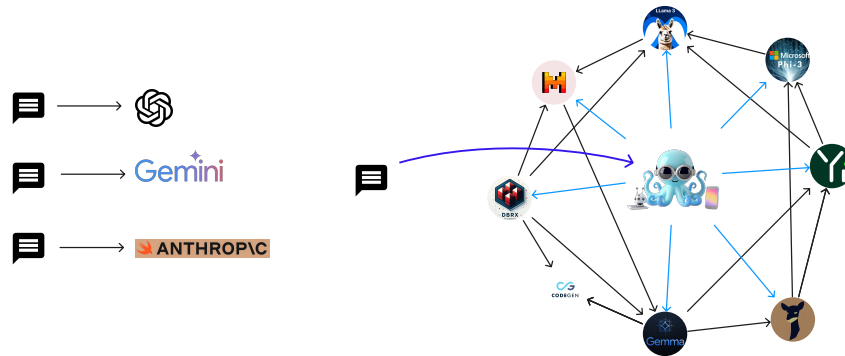 Gemini
ANTHROP\C
LLama 3
Microsoft
Phi-3
DBRX
CODEGEN
Gemma